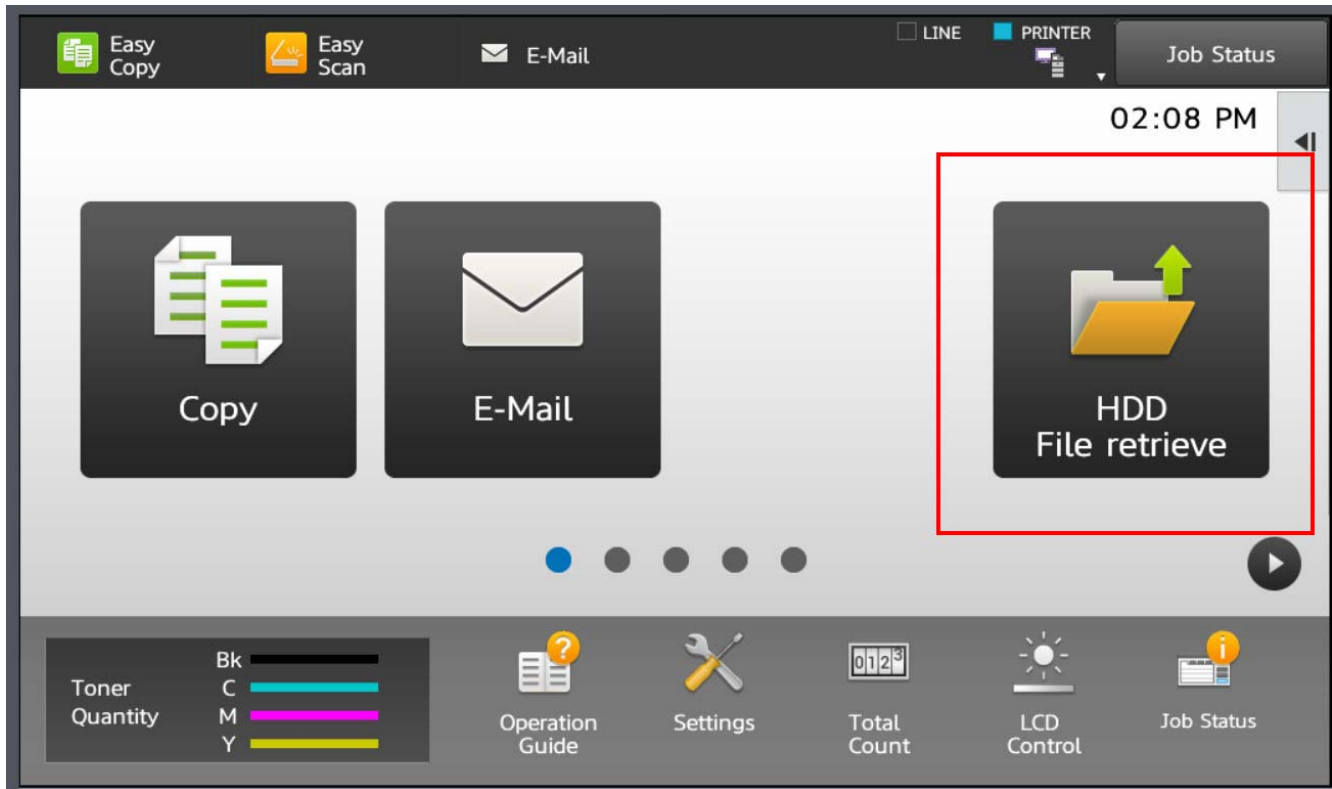 Easy
Copy
Easy
Scan
E-Mail
LINE
PRINTER
Job Status
02:08 PM
Copy
E-Mail
HDD
File retrieve
Toner
Quantity
Bk
C
M
Y
Operation
Guide
Settings
0123
Total
Count
LCD
Control
Job Status